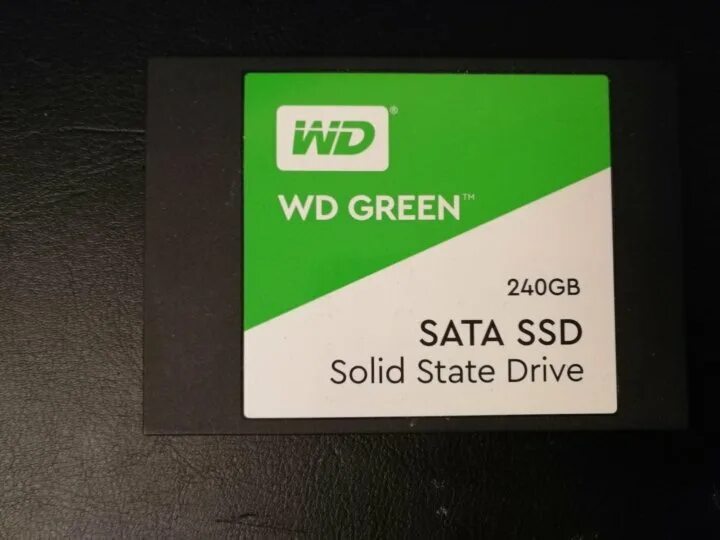 WD®
WD GREEN™
240GB
SATA SSD
Solid State Drive